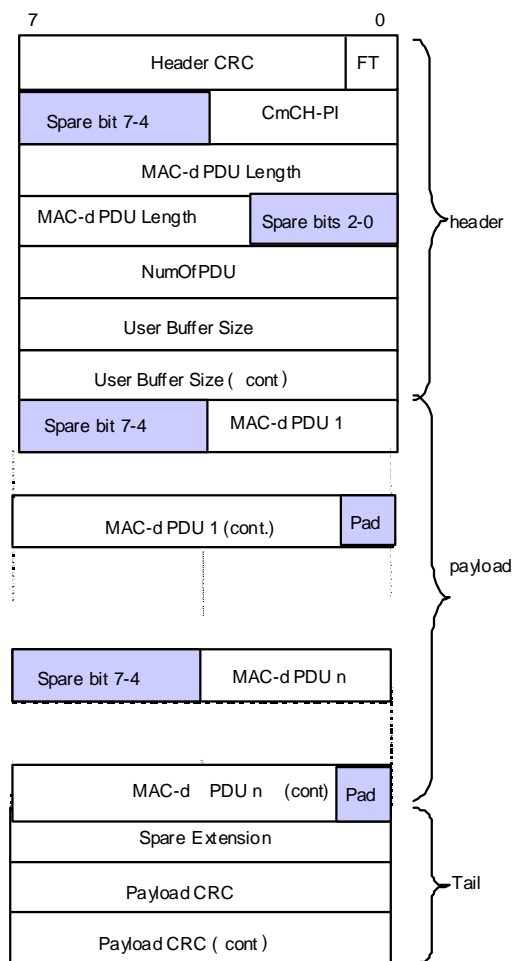 7 0
Header CRC FT
Spare bit 7-4 CmCH-PI
MAC-d PDU Length
MAC-d PDU Length Spare bits 2-0
header
NumOfPDU
User Buffer Size
User Buffer Size ( cont)
Spare bit 7-4 MAC-d PDU 1
MAC-d PDU 1 (cont.) Pad
payload
Spare bit 7-4 MAC-d PDU n
MAC-d PDU n (cont) Pad
Spare Extension
Payload CRC
Tail
Payload CRC ( cont)